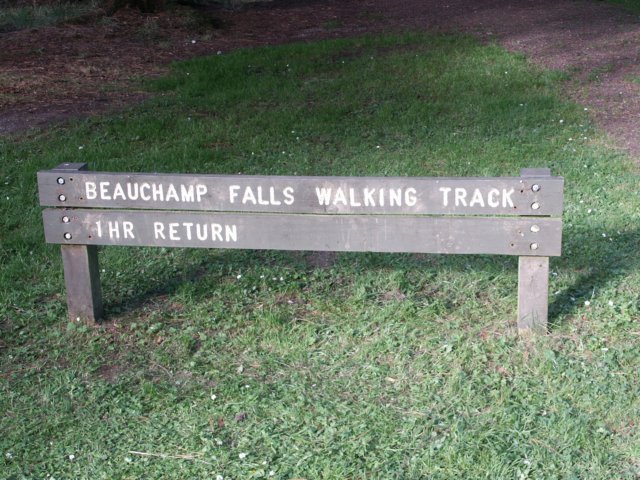 BEAUCHAMP FALLS WALKING TRACK
1HR RETURN